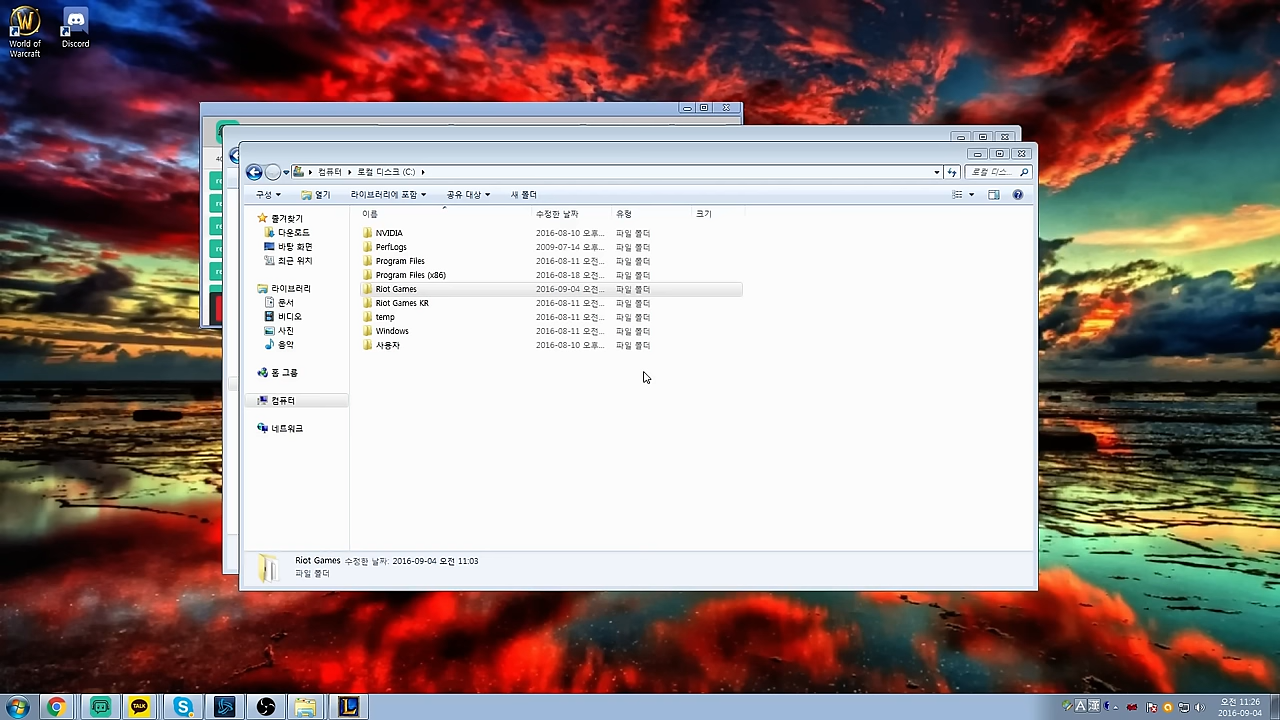 World of
Warcraft
Discord
컴퓨터 로컬 디스크 (C:)
로컬 디스...
구성 열기 라이브러리에 포함 공유 대상 새 폴더
이름 수정한 날짜 유형 크기
즐겨찾기
다운로드
바탕 화면
최근 위치
라이브러리
문서
비디오
사진
음악
홈 그룹
컴퓨터
네트워크
NVIDIA 2016-08-10 오후... 파일 폴더
PerfLogs 2009-07-14 오후... 파일 폴더
Program Files 2016-08-11 오전... 파일 폴더
Program Files (x86) 2016-08-18 오전... 파일 폴더
Riot Games 2016-09-04 오전... 파일 폴더
Riot Games KR 2016-08-11 오전... 파일 폴더
temp 2016-08-11 오전... 파일 폴더
Windows 2016-08-11 오전... 파일 폴더
사용자 2016-08-10 오후... 파일 폴더
Riot Games 수정한 날짜: 2016-09-04 오전 11:03
파일 폴더
TALK
A 漢
오전 11:26
2016-09-04